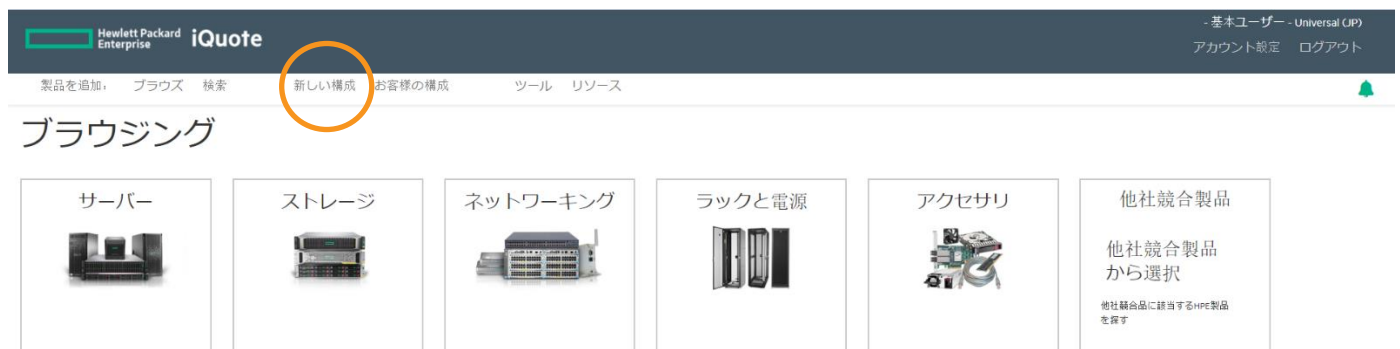 - 基本ユーザー - Universal (JP)
Hewlett Packard
Enterprise
iQuote
アカウント設定 ログアウト
製品を追加: ブラウズ 検索 新しい構成 お客様の構成 ツール リソース
ブラウジング
サーバー
ストレージ
ネットワーキング
ラックと電源
アクセサリ
他社競合製品
他社競合製品
から選択
他社競合品に該当するHPE製品
を探す